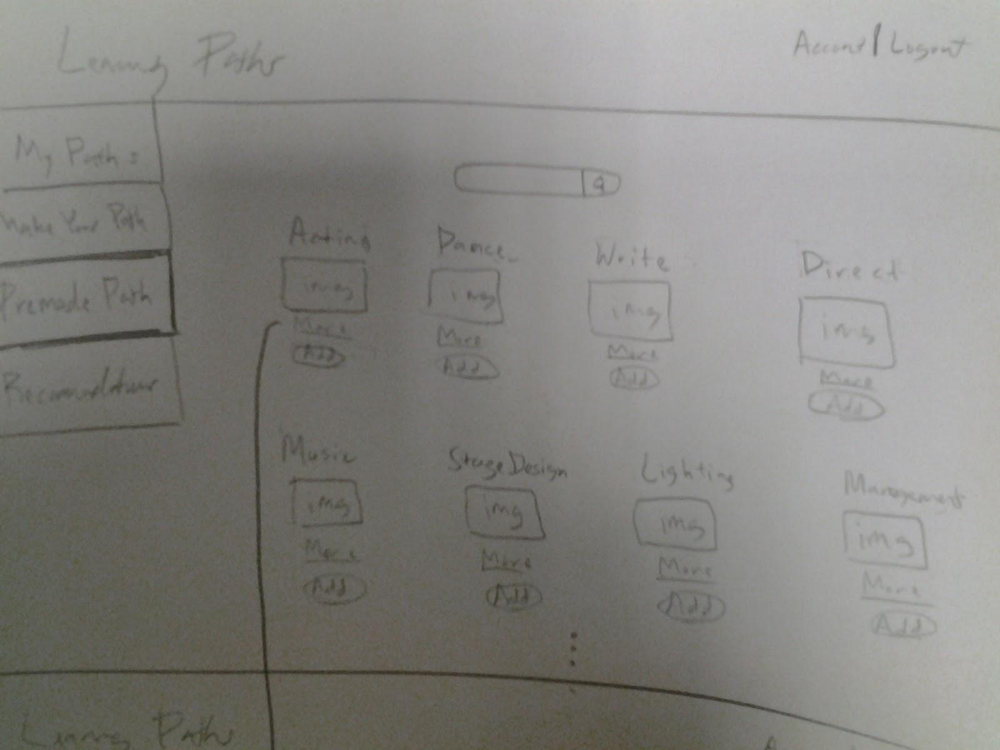 Learning Paths
Account | Logout
My Paths
Make Your Path
Premade Path
Recommendations
Acting Dance Write Direct
img img img img
More More More More
Add Add Add Add
Music Stage Design Lighting Management
img img img img
More More More More
Add Add Add Add
Learning Paths
A